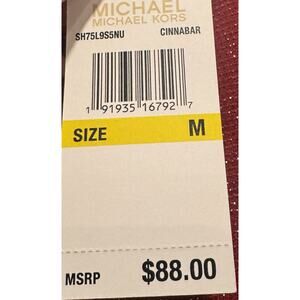 MICHAEL
MICHAEL KORS
SH75L9S5NU CINNABAR
1 91935 16792 7
SIZE M
MSRP $88.00